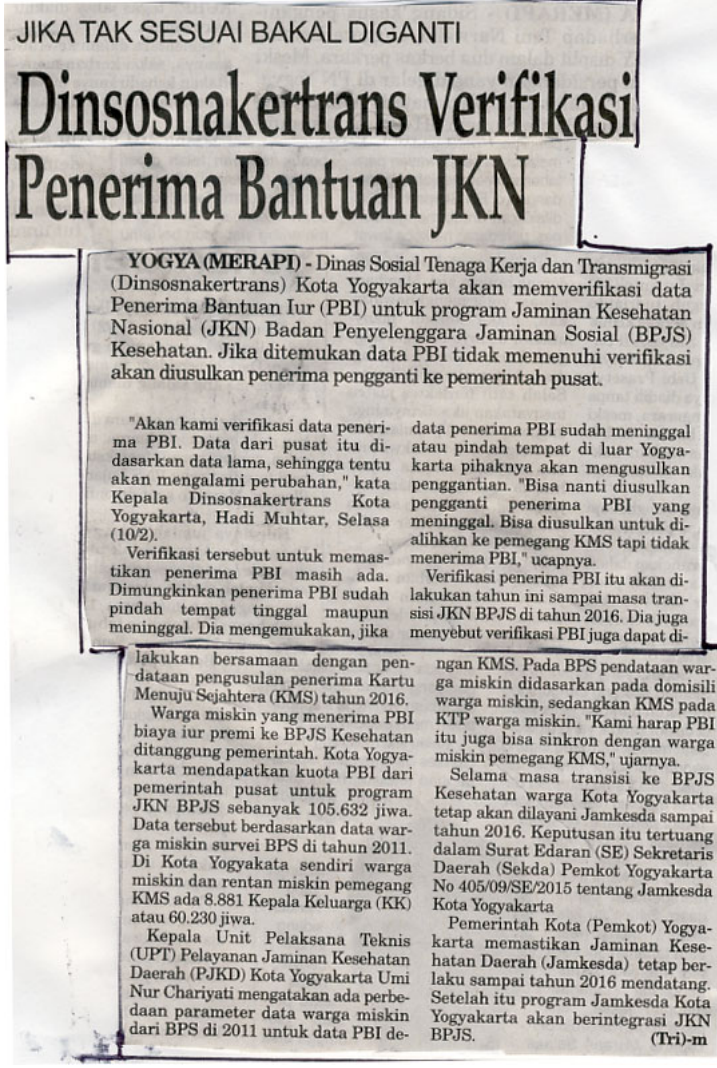 JIKA TAK SESUAI BAKAL DIGANTI
Dinsosnakertrans Verifikasi
Penerima Bantuan JKN
YOGYA (MERAPI) - Dinas Sosial Tenaga Kerja dan Transmigrasi
(Dinsosnakertrans) Kota Yogyakarta akan memverifikasi data
Penerima Bantuan Iur (PBI) untuk program Jaminan Kesehatan
Nasional (JKN) Badan Penyelenggara Jaminan Sosial (BPJS)
Kesehatan. Jika ditemukan data PBI tidak memenuhi verifikasi
akan diusulkan penerima pengganti ke pemerintah pusat.
"Akan kami verifikasi data peneri-
ma PBI. Data dari pusat itu di-
dasarkan data lama, sehingga tentu
akan mengalami perubahan," kata
Kepala Dinsosnakertrans Kota
Yogyakarta, Hadi Muhtar, Selasa
(10/2).
Verifikasi tersebut untuk memas-
tikan penerima PBI masih ada.
Dimungkinkan penerima PBI sudah
pindah tempat tinggal maupun
meninggal. Dia mengemukakan, jika
data penerima PBI sudah meninggal
atau pindah tempat di luar Yogya-
karta pihaknya akan mengusulkan
penggantian. "Bisa nanti diusulkan
pengganti penerima PBI yang
meninggal. Bisa diusulkan untuk di-
alihkan ke pemegang KMS tapi tidak
menerima PBI," ucapnya.
Verifikasi penerima PBI itu akan di-
lakukan tahun ini sampai masa tran-
sisi JKN BPJS di tahun 2016. Dia juga
menyebut verifikasi PBI juga dapat di-
lakukan bersamaan dengan pen-
dataan pengusulan penerima Kartu
Menuju Sejahtera (KMS) tahun 2016.
Warga miskin yang menerima PBI
biaya iur premi ke BPJS Kesehatan
ditanggung pemerintah. Kota Yogya-
karta mendapatkan kuota PBI dari
pemerintah pusat untuk program
JKN BPJS sebanyak 105.632 jiwa.
Data tersebut berdasarkan data war-
ga miskin survei BPS di tahun 2011.
Di Kota Yogyakata sendiri warga
miskin dan rentan miskin pemegang
KMS ada 8.881 Kepala Keluarga (KK)
atau 60.230 jiwa.
Kepala Unit Pelaksana Teknis
(UPT) Pelayanan Jaminan Kesehatan
Daerah (PJKD) Kota Yogyakarta Umi
Nur Chariyati mengatakan ada perbe-
daan parameter data warga miskin
dari BPS di 2011 untuk data PBI de-
ngan KMS. Pada BPS pendataan war-
ga miskin didasarkan pada domisili
warga miskin, sedangkan KMS pada
KTP warga miskin. "Kami harap PBI
itu juga bisa sinkron dengan warga
miskin pemegang KMS," ujarnya.
Selama masa transisi ke BPJS
Kesehatan warga Kota Yogyakarta
tetap akan dilayani Jamkesda sampai
tahun 2016. Keputusan itu tertuang
dalam Surat Edaran (SE) Sekretaris
Daerah (Sekda) Pemkot Yogyakarta
No 405/09/SE/2015 tentang Jamkesda
Kota Yogyakarta
Pemerintah Kota (Pemkot) Yogya-
karta memastikan Jaminan Kese-
hatan Daerah (Jamkesda) tetap ber-
laku sampai tahun 2016 mendatang.
Setelah itu program Jamkesda Kota
Yogyakarta akan berintegrasi JKN
BPJS. (Tri)-m